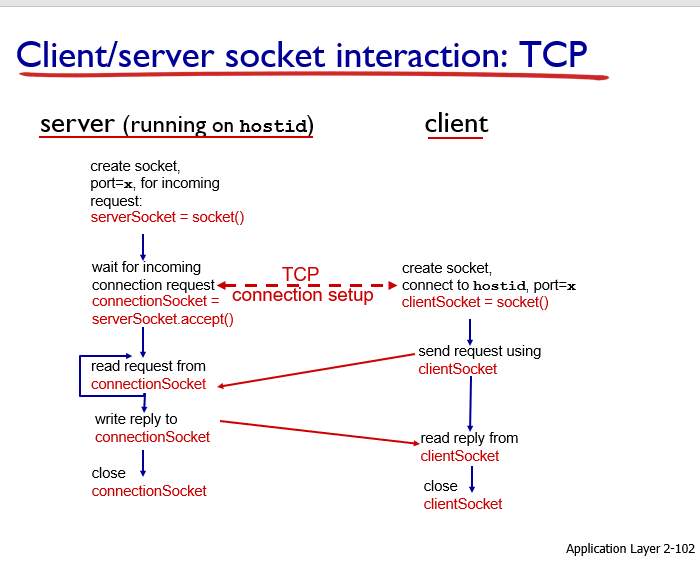 Client/server socket interaction: TCP
server (running on hostid)
client
create socket,
port=x, for incoming
request:
serverSocket = socket()
wait for incoming
connection request
connectionSocket =
serverSocket.accept()
TCP
connection setup
create socket,
connect to hostid, port=x
clientSocket = socket()
read request from
connectionSocket
send request using
clientSocket
write reply to
connectionSocket
read reply from
clientSocket
close
connectionSocket
close
clientSocket
Application Layer 2-102